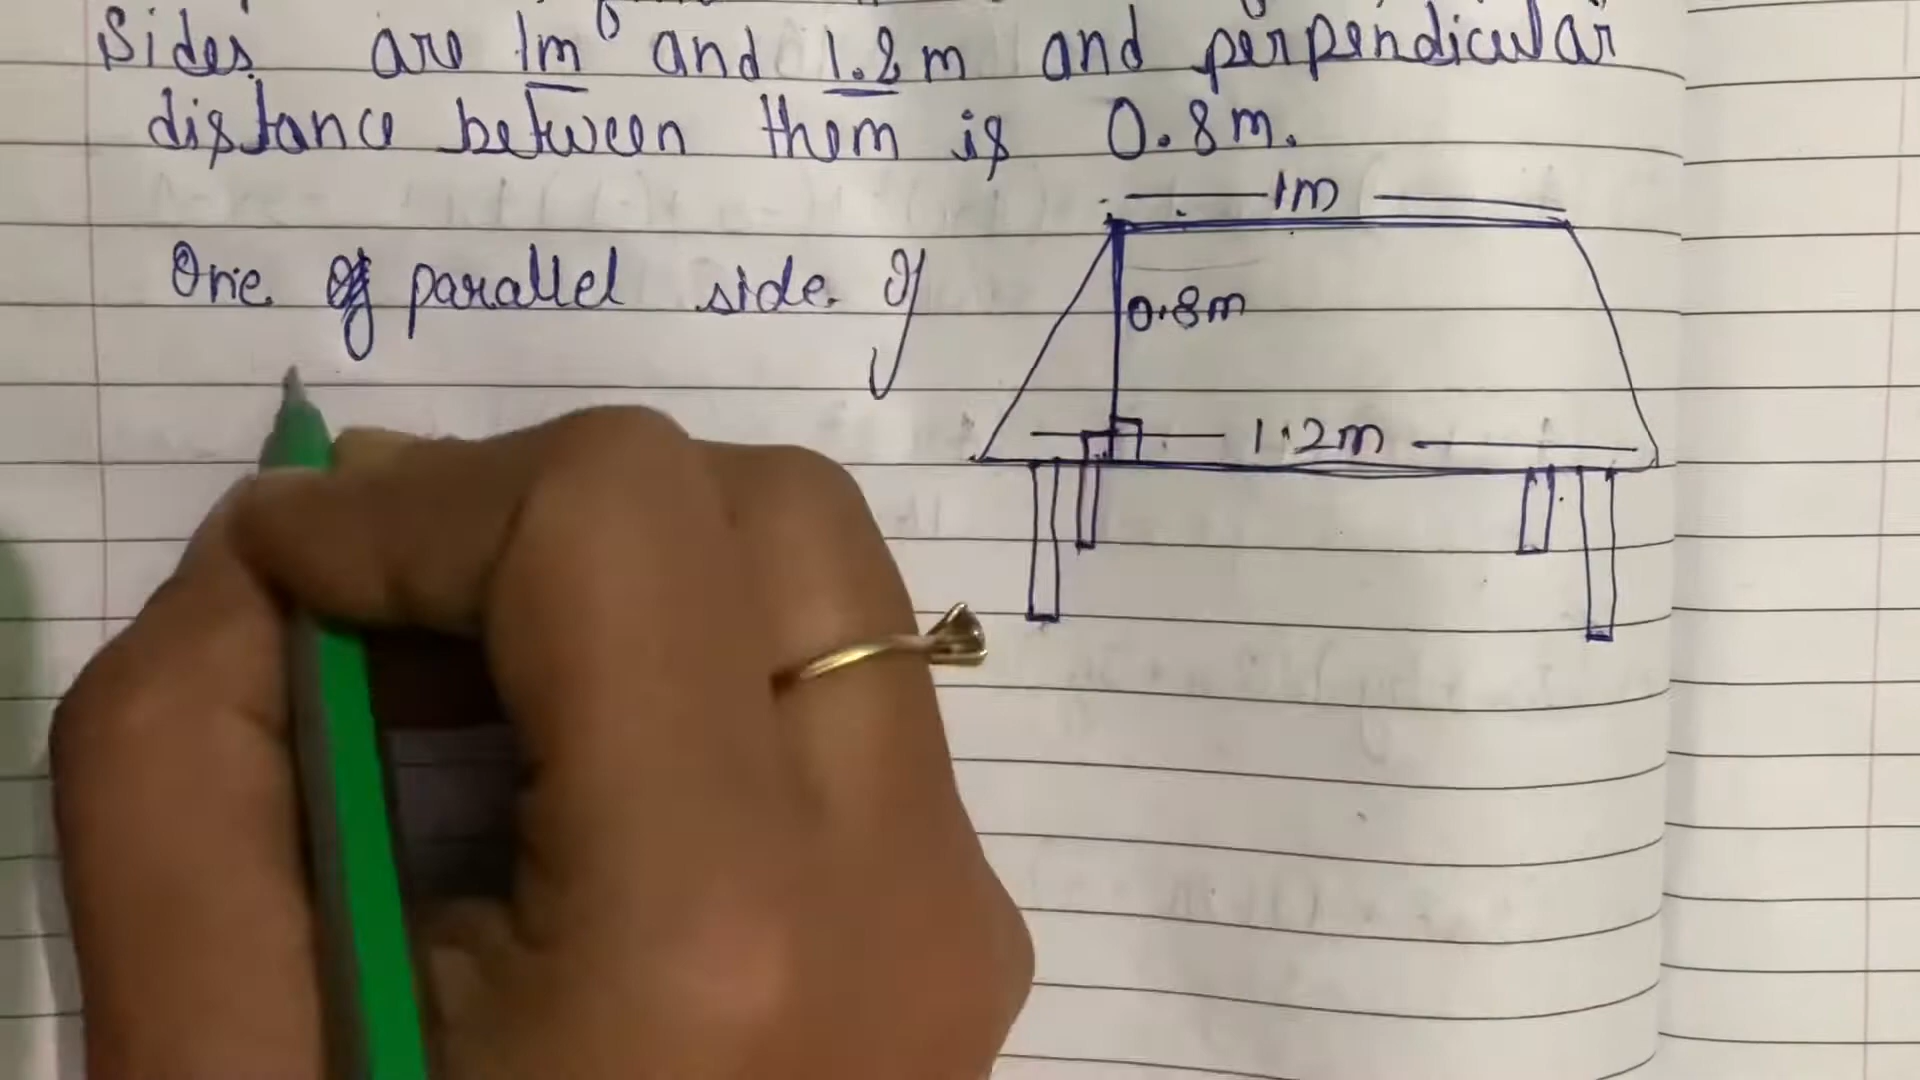 Sides are 1m and 1.2m and perpendicular
distance between them is 0.8m.
1m
One of parallel side of
0.8m
1.2m